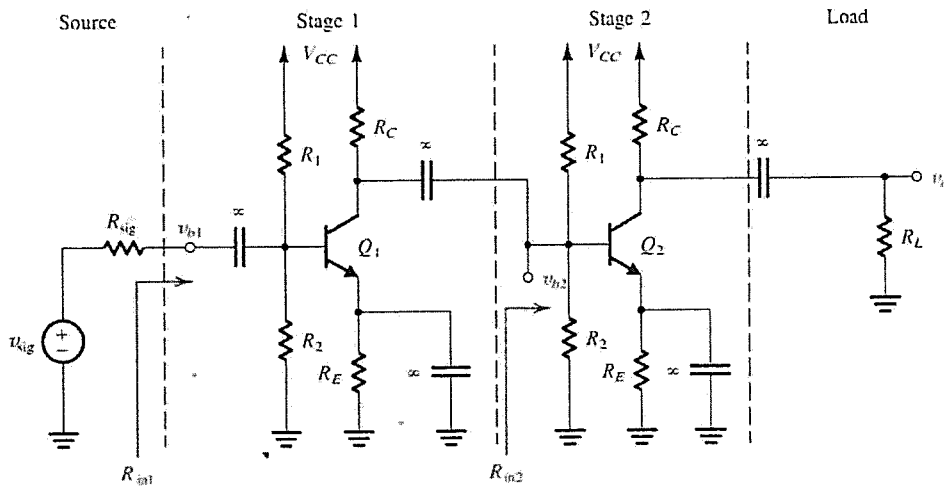 Source
Stage 1
Stage 2
Load
V_CC
V_CC
R_C
R_C
∞
∞
R_1
R_1
R_sig
∞
v_b1
Q_1
Q_2
R_L
v_b2
v_sig
+
−
R_2
R_2
R_E
∞
R_E
∞
∞
R_in1
R_in2